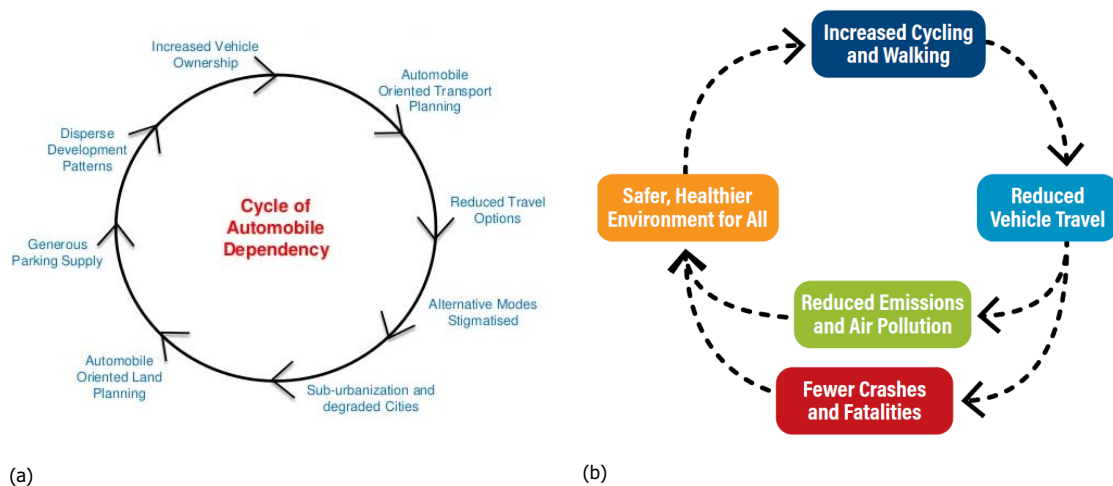 Increased Vehicle
Ownership
Automobile
Oriented Transport
Planning
Reduced Travel
Options
Alternative Modes
Stigmatised
Sub-urbanization and
degraded Cities
Automobile
Oriented Land
Planning
Generous
Parking Supply
Disperse
Development
Patterns
Cycle of
Automobile
Dependency
(a)
Increased Cycling
and Walking
Reduced
Vehicle Travel
Reduced Emissions
and Air Pollution
Fewer Crashes
and Fatalities
Safer, Healthier
Environment for All
(b)